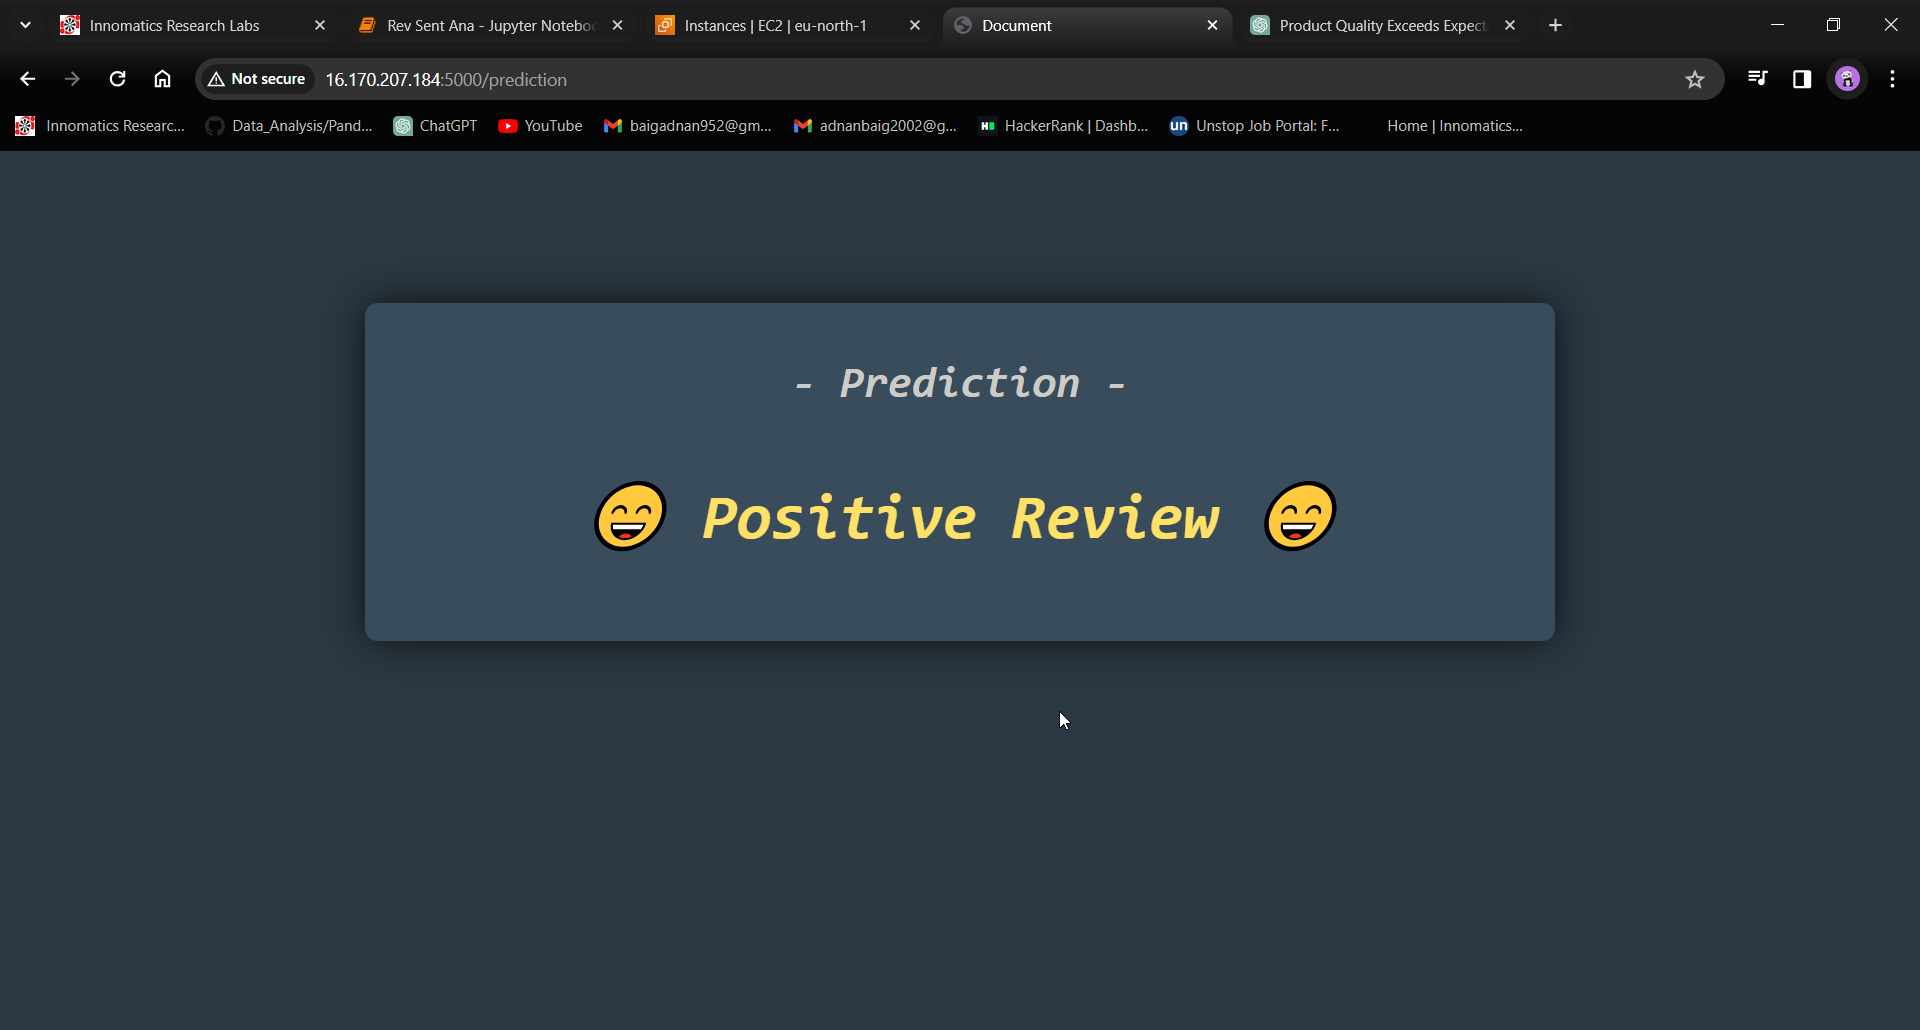 Innomatics Research Labs
Rev Sent Ana - Jupyter Notebo
Instances | EC2 | eu-north-1
Document
Product Quality Exceeds Expect
Not secure
16.170.207.184:5000/prediction
Innomatics Researc...
Data_Analysis/Pand...
ChatGPT
YouTube
baigadnan952@gm...
adnanbaig2002@g...
HackerRank | Dashb...
un
Unstop Job Portal: F...
Home | Innomatics...
- Prediction -
😄 Positive Review 😄